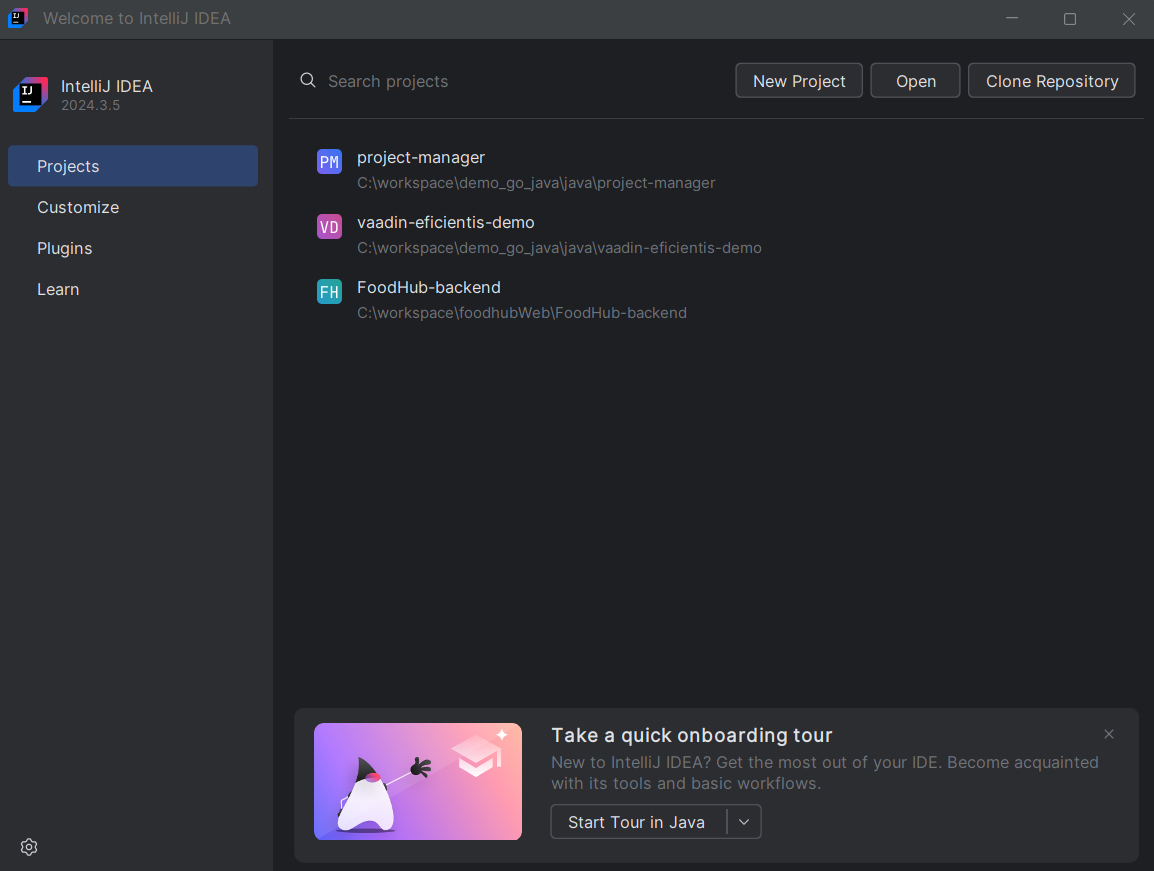 Welcome to IntelliJ IDEA
IntelliJ IDEA
2024.3.5
Projects
Customize
Plugins
Learn
Search projects
New Project
Open
Clone Repository
PM
project-manager
C:\workspace\demo_go_java\java\project-manager
VD
vaadin-eficientis-demo
C:\workspace\demo_go_java\java\vaadin-eficientis-demo
FH
FoodHub-backend
C:\workspace\foodhubWeb\FoodHub-backend
Take a quick onboarding tour
New to IntelliJ IDEA? Get the most out of your IDE. Become acquainted
with its tools and basic workflows.
Start Tour in Java